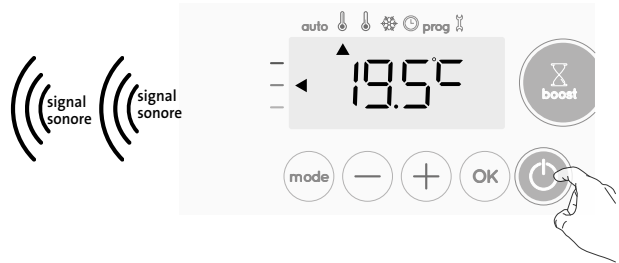 auto prog
signal
sonore
signal
sonore
19.5°C
boost
mode − + OK